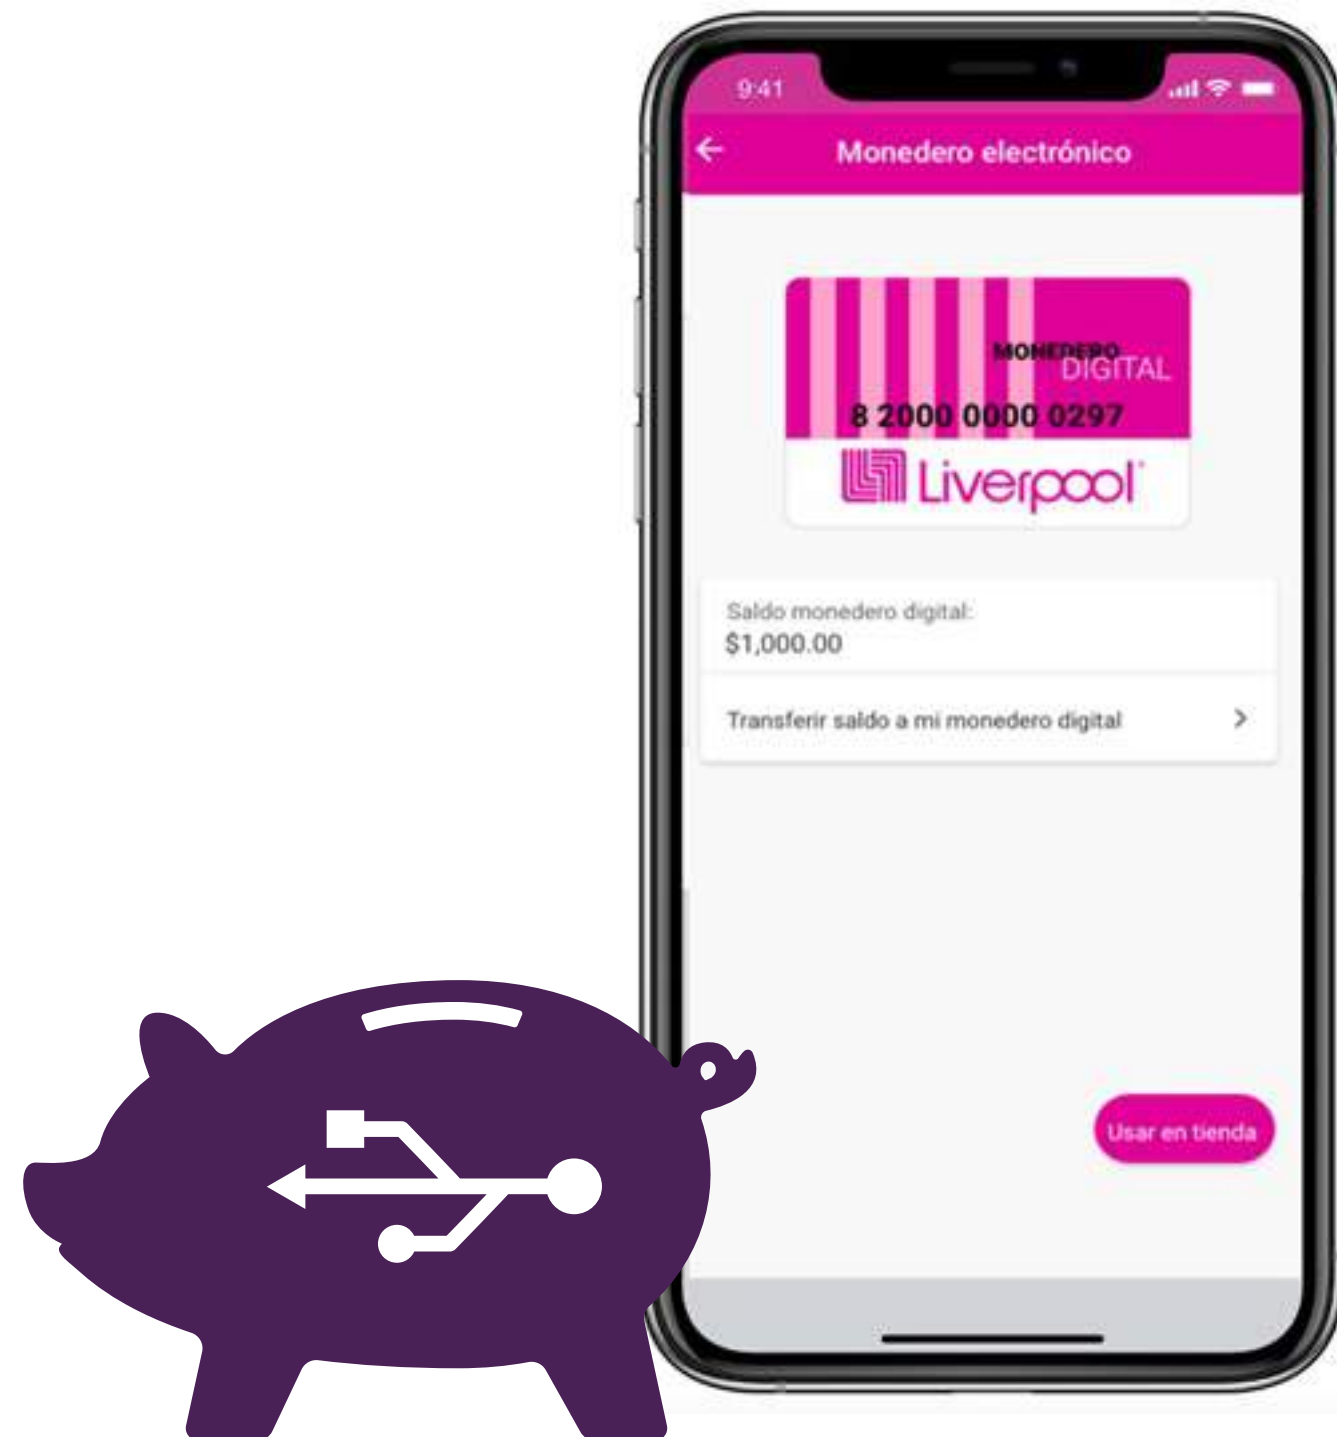 9:41
Monedero electrónico
MONEDERO
DIGITAL
8 2000 0000 0297
Liverpool
Saldo monedero digital:
$1,000.00
Transferir saldo a mi monedero digital
Usar en tienda